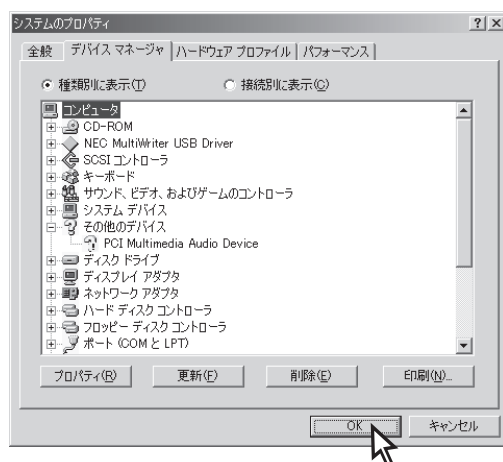 システムのプロパティ
全般 デバイス マネージャ ハードウェア プロファイル パフォーマンス
種類別に表示(T) 接続別に表示(C)
コンピュータ
CD-ROM
NEC MultiWriter USB Driver
SCSI コントローラ
キーボード
サウンド、ビデオ、およびゲームのコントローラ
システム デバイス
その他のデバイス
PCI Multimedia Audio Device
ディスク ドライブ
ディスプレイ アダプタ
ネットワーク アダプタ
ハード ディスク コントローラ
フロッピー ディスク コントローラ
ポート (COM と LPT)
プロパティ(R) 更新(F) 削除(E) 印刷(N)...
OK キャンセル